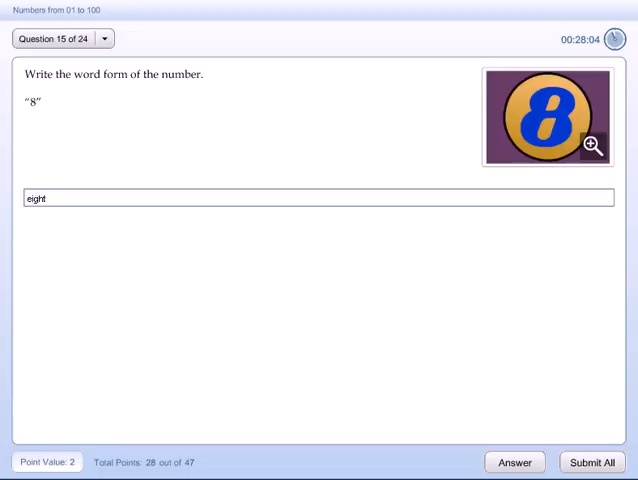 Numbers from 01 to 100
Question 15 of 24
00:28:04
Write the word form of the number.
“8”
8
eight
Point Value: 2
Total Points: 28 out of 47
Answer
Submit All